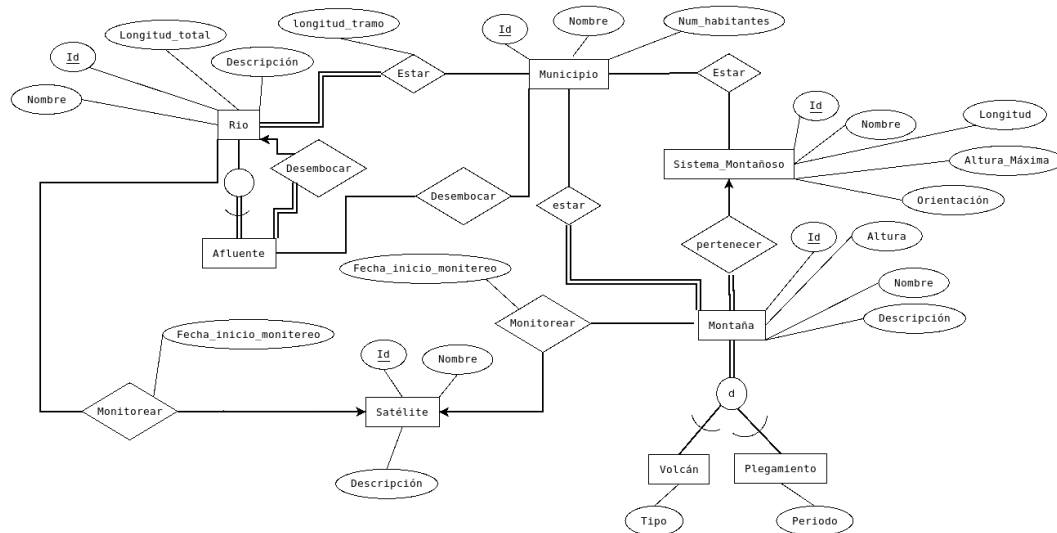 longitud_tramo
Nombre
Num_habitantes
Id
Longitud_total
Id
Descripción
Estar
Municipio
Estar
Nombre
Id
Longitud
Rio
Nombre
Sistema_Montañoso
Altura_Máxima
Desembocar
Desembocar
estar
Orientación
Id
Altura
Afluente
pertenecer
Fecha_inicio_monitereo
Nombre
Monitorear
Montaña
Descripción
Fecha_inicio_monitereo
Id
Nombre
d
Monitorear
Satélite
Volcán
Plegamiento
Descripción
Tipo
Periodo